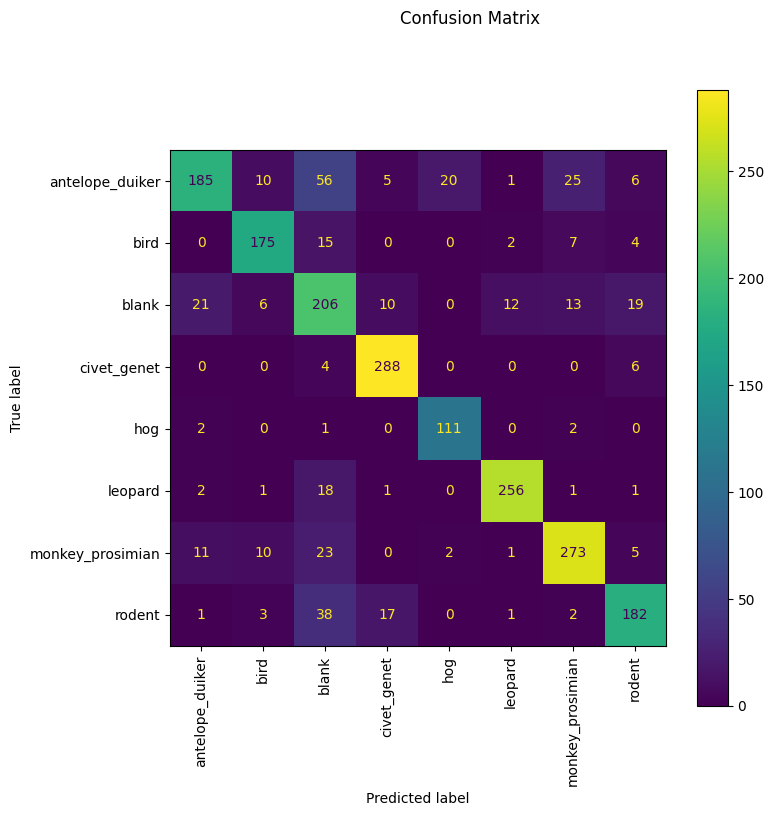 Confusion Matrix
True label
antelope_duiker 185 10 56 5 20 1 25 6
bird 0 175 15 0 0 2 7 4
blank 21 6 206 10 0 12 13 19
civet_genet 0 0 4 288 0 0 0 6
hog 2 0 1 0 111 0 2 0
leopard 2 1 18 1 0 256 1 1
monkey_prosimian 11 10 23 0 2 1 273 5
rodent 1 3 38 17 0 1 2 182
antelope_duiker
bird
blank
civet_genet
hog
leopard
monkey_prosimian
rodent
Predicted label
250
200
150
100
50
0